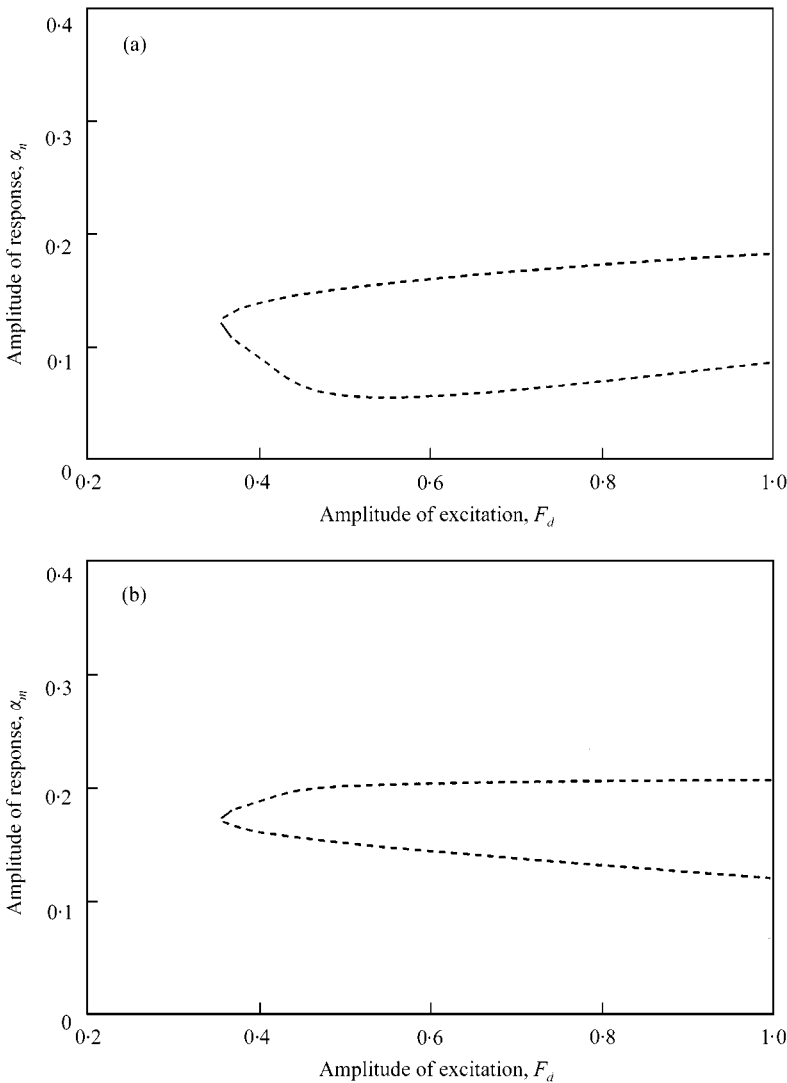 (a)
0·4
0·3
0·2
0·1
0
0·2 0·4 0·6 0·8 1·0
Amplitude of response, αn
Amplitude of excitation, Fd
(b)
0·4
0·3
0·2
0·1
0
0·2 0·4 0·6 0·8 1·0
Amplitude of response, αm
Amplitude of excitation, Fd